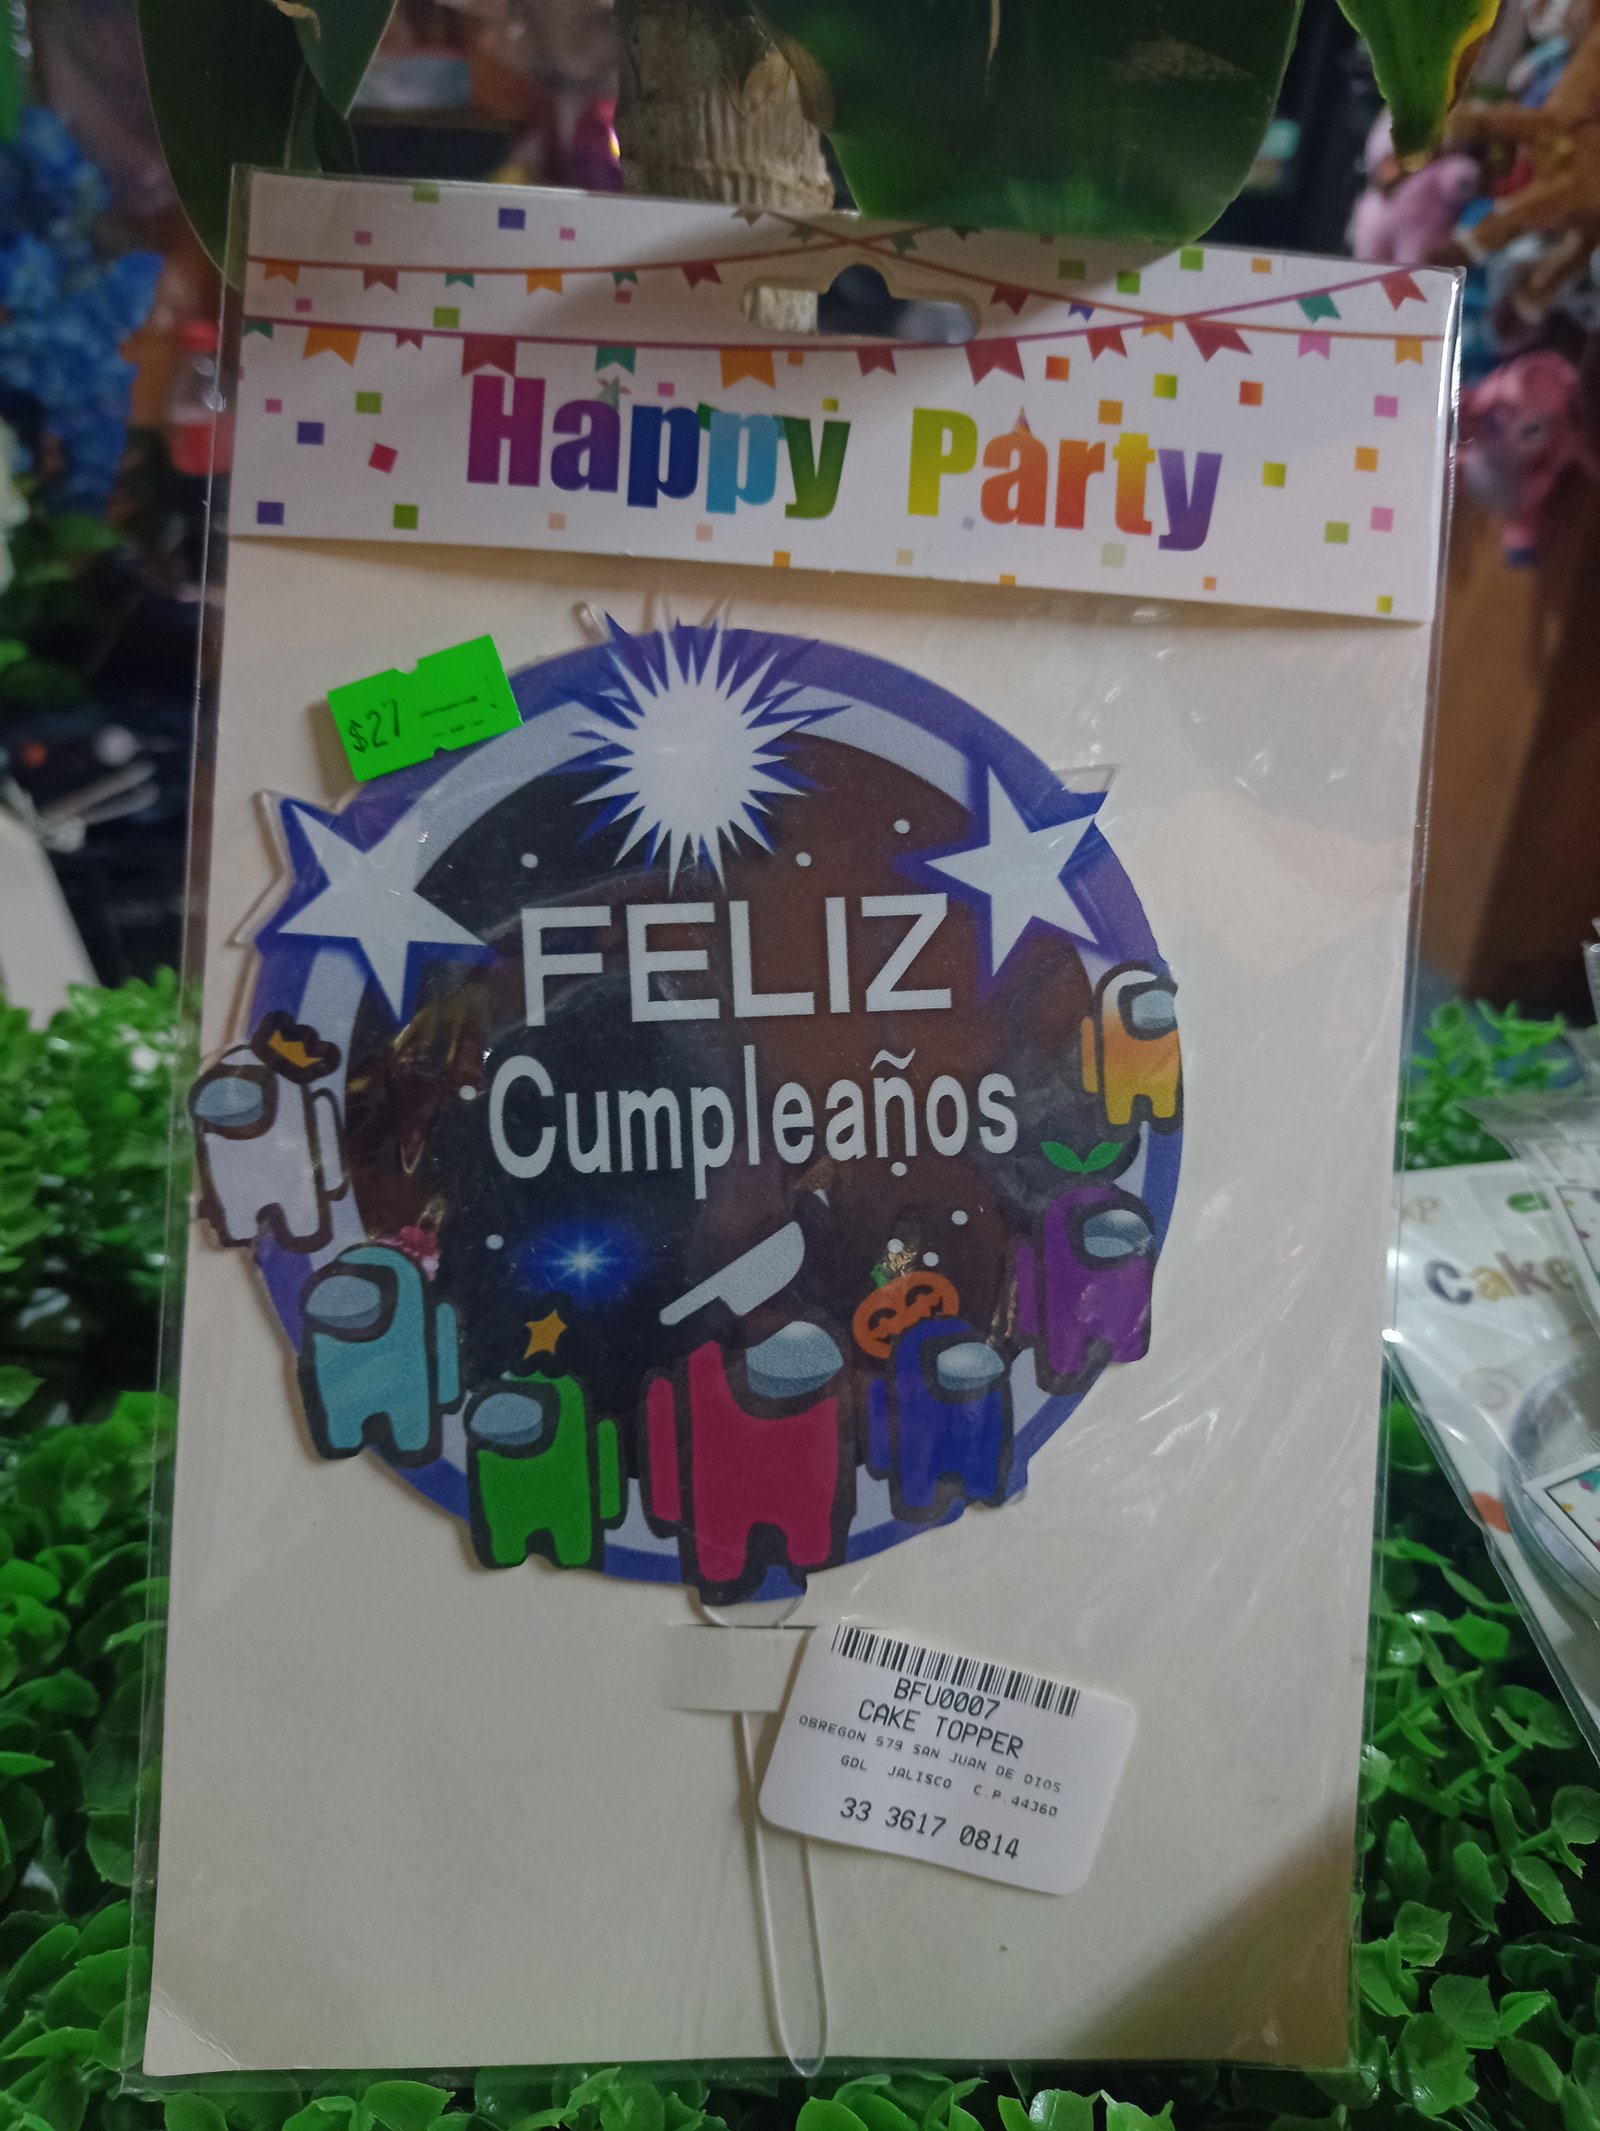 Happy Party
$27
FELIZ
Cumpleaños
Cake
BFU0007
CAKE TOPPER
OBREGON 579 SAN JUAN DE DIOS
GDL JALISCO C.P.44360
33 3617 0814